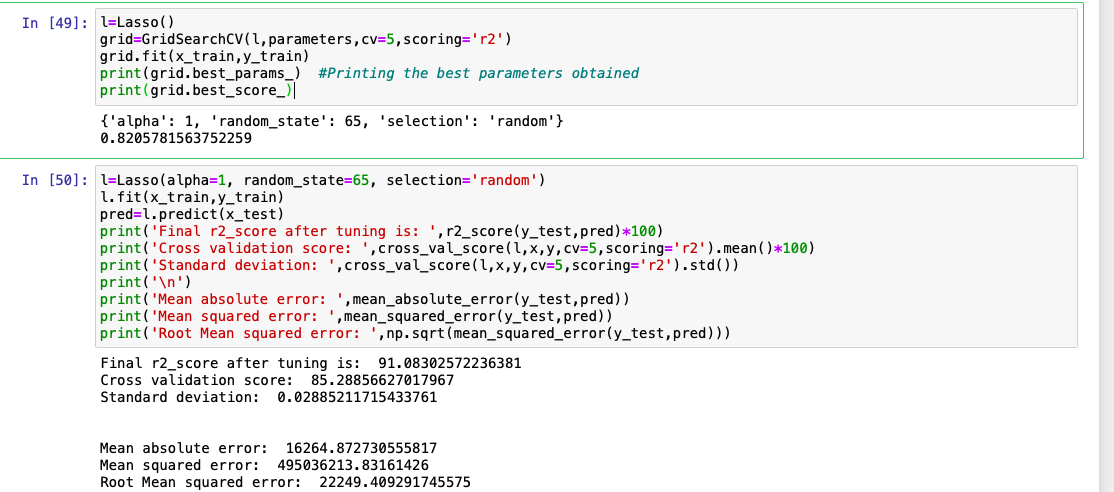 In [49]: l=Lasso()
grid=GridSearchCV(l,parameters,cv=5,scoring='r2')
grid.fit(x_train,y_train)
print(grid.best_params_)  #Printing the best parameters obtained
print(grid.best_score_)
{'alpha': 1, 'random_state': 65, 'selection': 'random'}
0.8205781563752259
In [50]: l=Lasso(alpha=1, random_state=65, selection='random')
l.fit(x_train,y_train)
pred=l.predict(x_test)
print('Final r2_score after tuning is: ',r2_score(y_test,pred)*100)
print('Cross validation score: ',cross_val_score(l,x,y,cv=5,scoring='r2').mean()*100)
print('Standard deviation: ',cross_val_score(l,x,y,cv=5,scoring='r2').std())
print('\n')
print('Mean absolute error: ',mean_absolute_error(y_test,pred))
print('Mean squared error: ',mean_squared_error(y_test,pred))
print('Root Mean squared error: ',np.sqrt(mean_squared_error(y_test,pred)))
Final r2_score after tuning is:  91.08302572236381
Cross validation score:  85.28856627017967
Standard deviation:  0.02885211715433761
Mean absolute error:  16264.872730555817
Mean squared error:  495036213.83161426
Root Mean squared error:  22249.409291745575